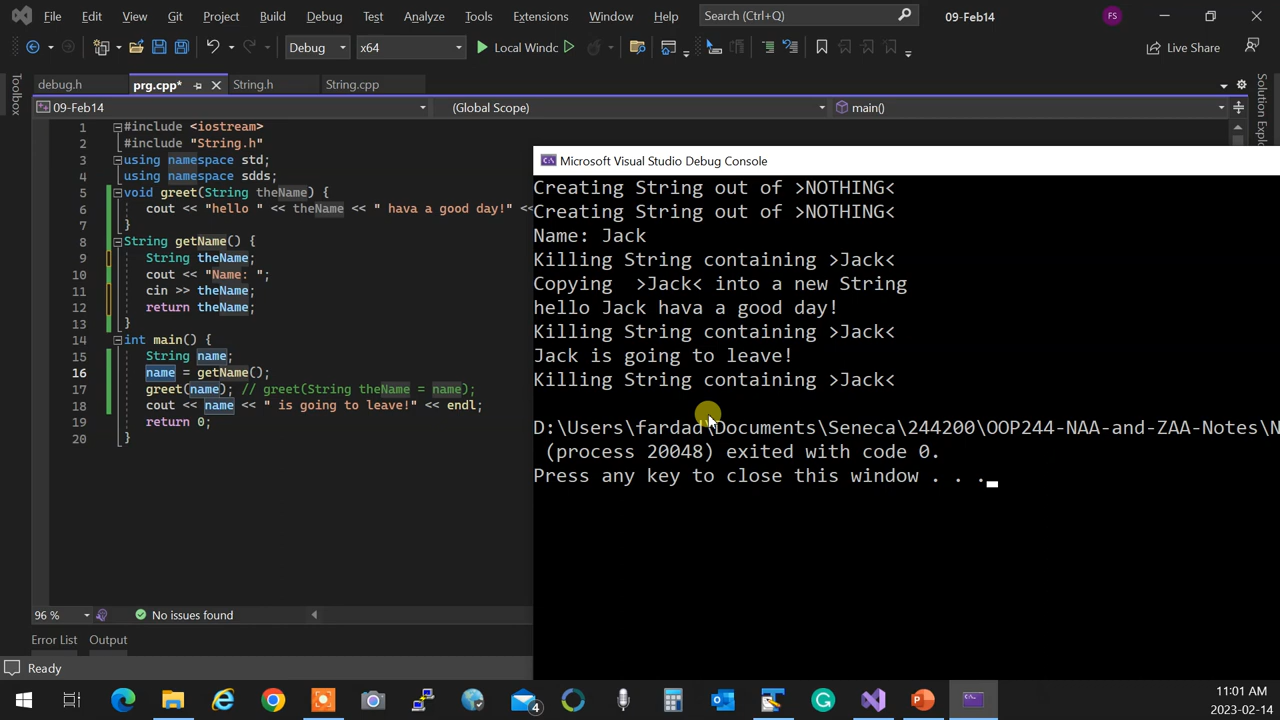 File Edit View Git Project Build Debug Test Analyze Tools Extensions Window Help Search (Ctrl+Q) 09-Feb14 FS
Debug x64 Local Windc Live Share
Toolbox
debug.h prg.cpp* String.h String.cpp
09-Feb14 (Global Scope) main()
Solution Explo
1 #include <iostream>
2 #include "String.h"
3 using namespace std;
4 using namespace sdds;
5 void greet(String theName) {
6 cout << "hello " << theName << " hava a good day!" <<
7 }
8 String getName() {
9 String theName;
10 cout << "Name: ";
11 cin >> theName;
12 return theName;
13 }
14 int main() {
15 String name;
16 name = getName();
17 greet(name); // greet(String theName = name);
18 cout << name << " is going to leave!" << endl;
19 return 0;
20 }
Microsoft Visual Studio Debug Console
Creating String out of >NOTHING<
Creating String out of >NOTHING<
Name: Jack
Killing String containing >Jack<
Copying  >Jack< into a new String
hello Jack hava a good day!
Killing String containing >Jack<
Jack is going to leave!
Killing String containing >Jack<
D:\Users\fardad\Documents\Seneca\244200\OOP244-NAA-and-ZAA-Notes\N
(process 20048) exited with code 0.
Press any key to close this window . . .
96 % No issues found
Error List Output
Ready
4
11:01 AM
2023-02-14